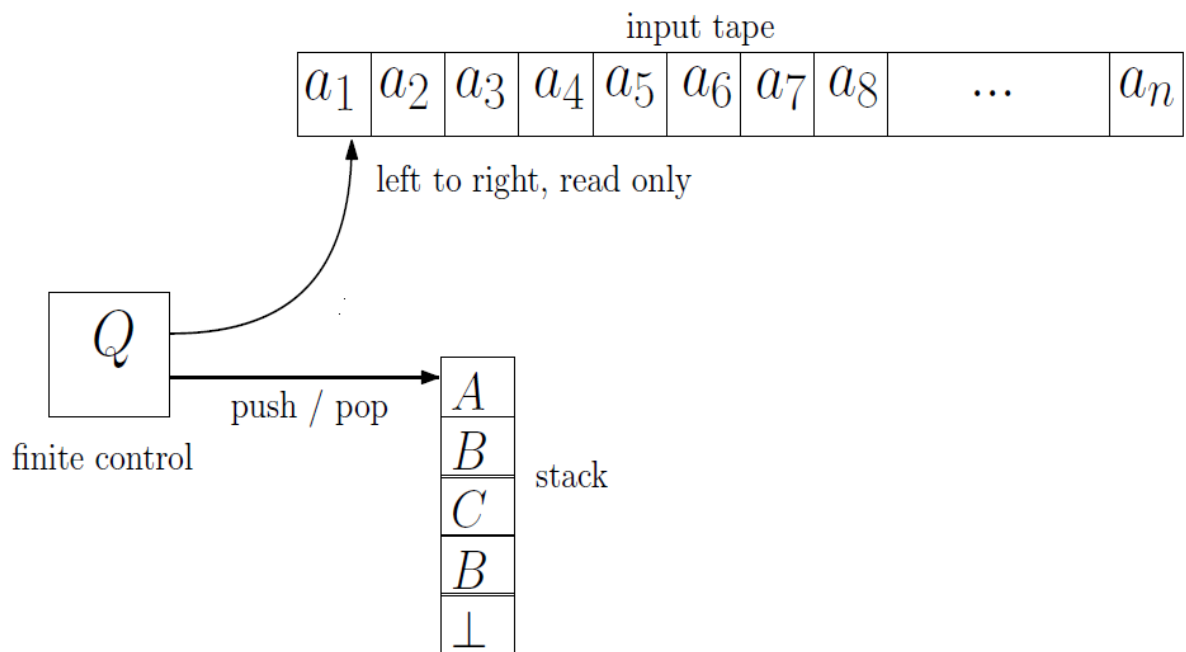 input tape
a₁ a₂ a₃ a₄ a₅ a₆ a₇ a₈ ... aₙ
left to right, read only
Q
push / pop
finite control
A
B
stack
C
B
⊥